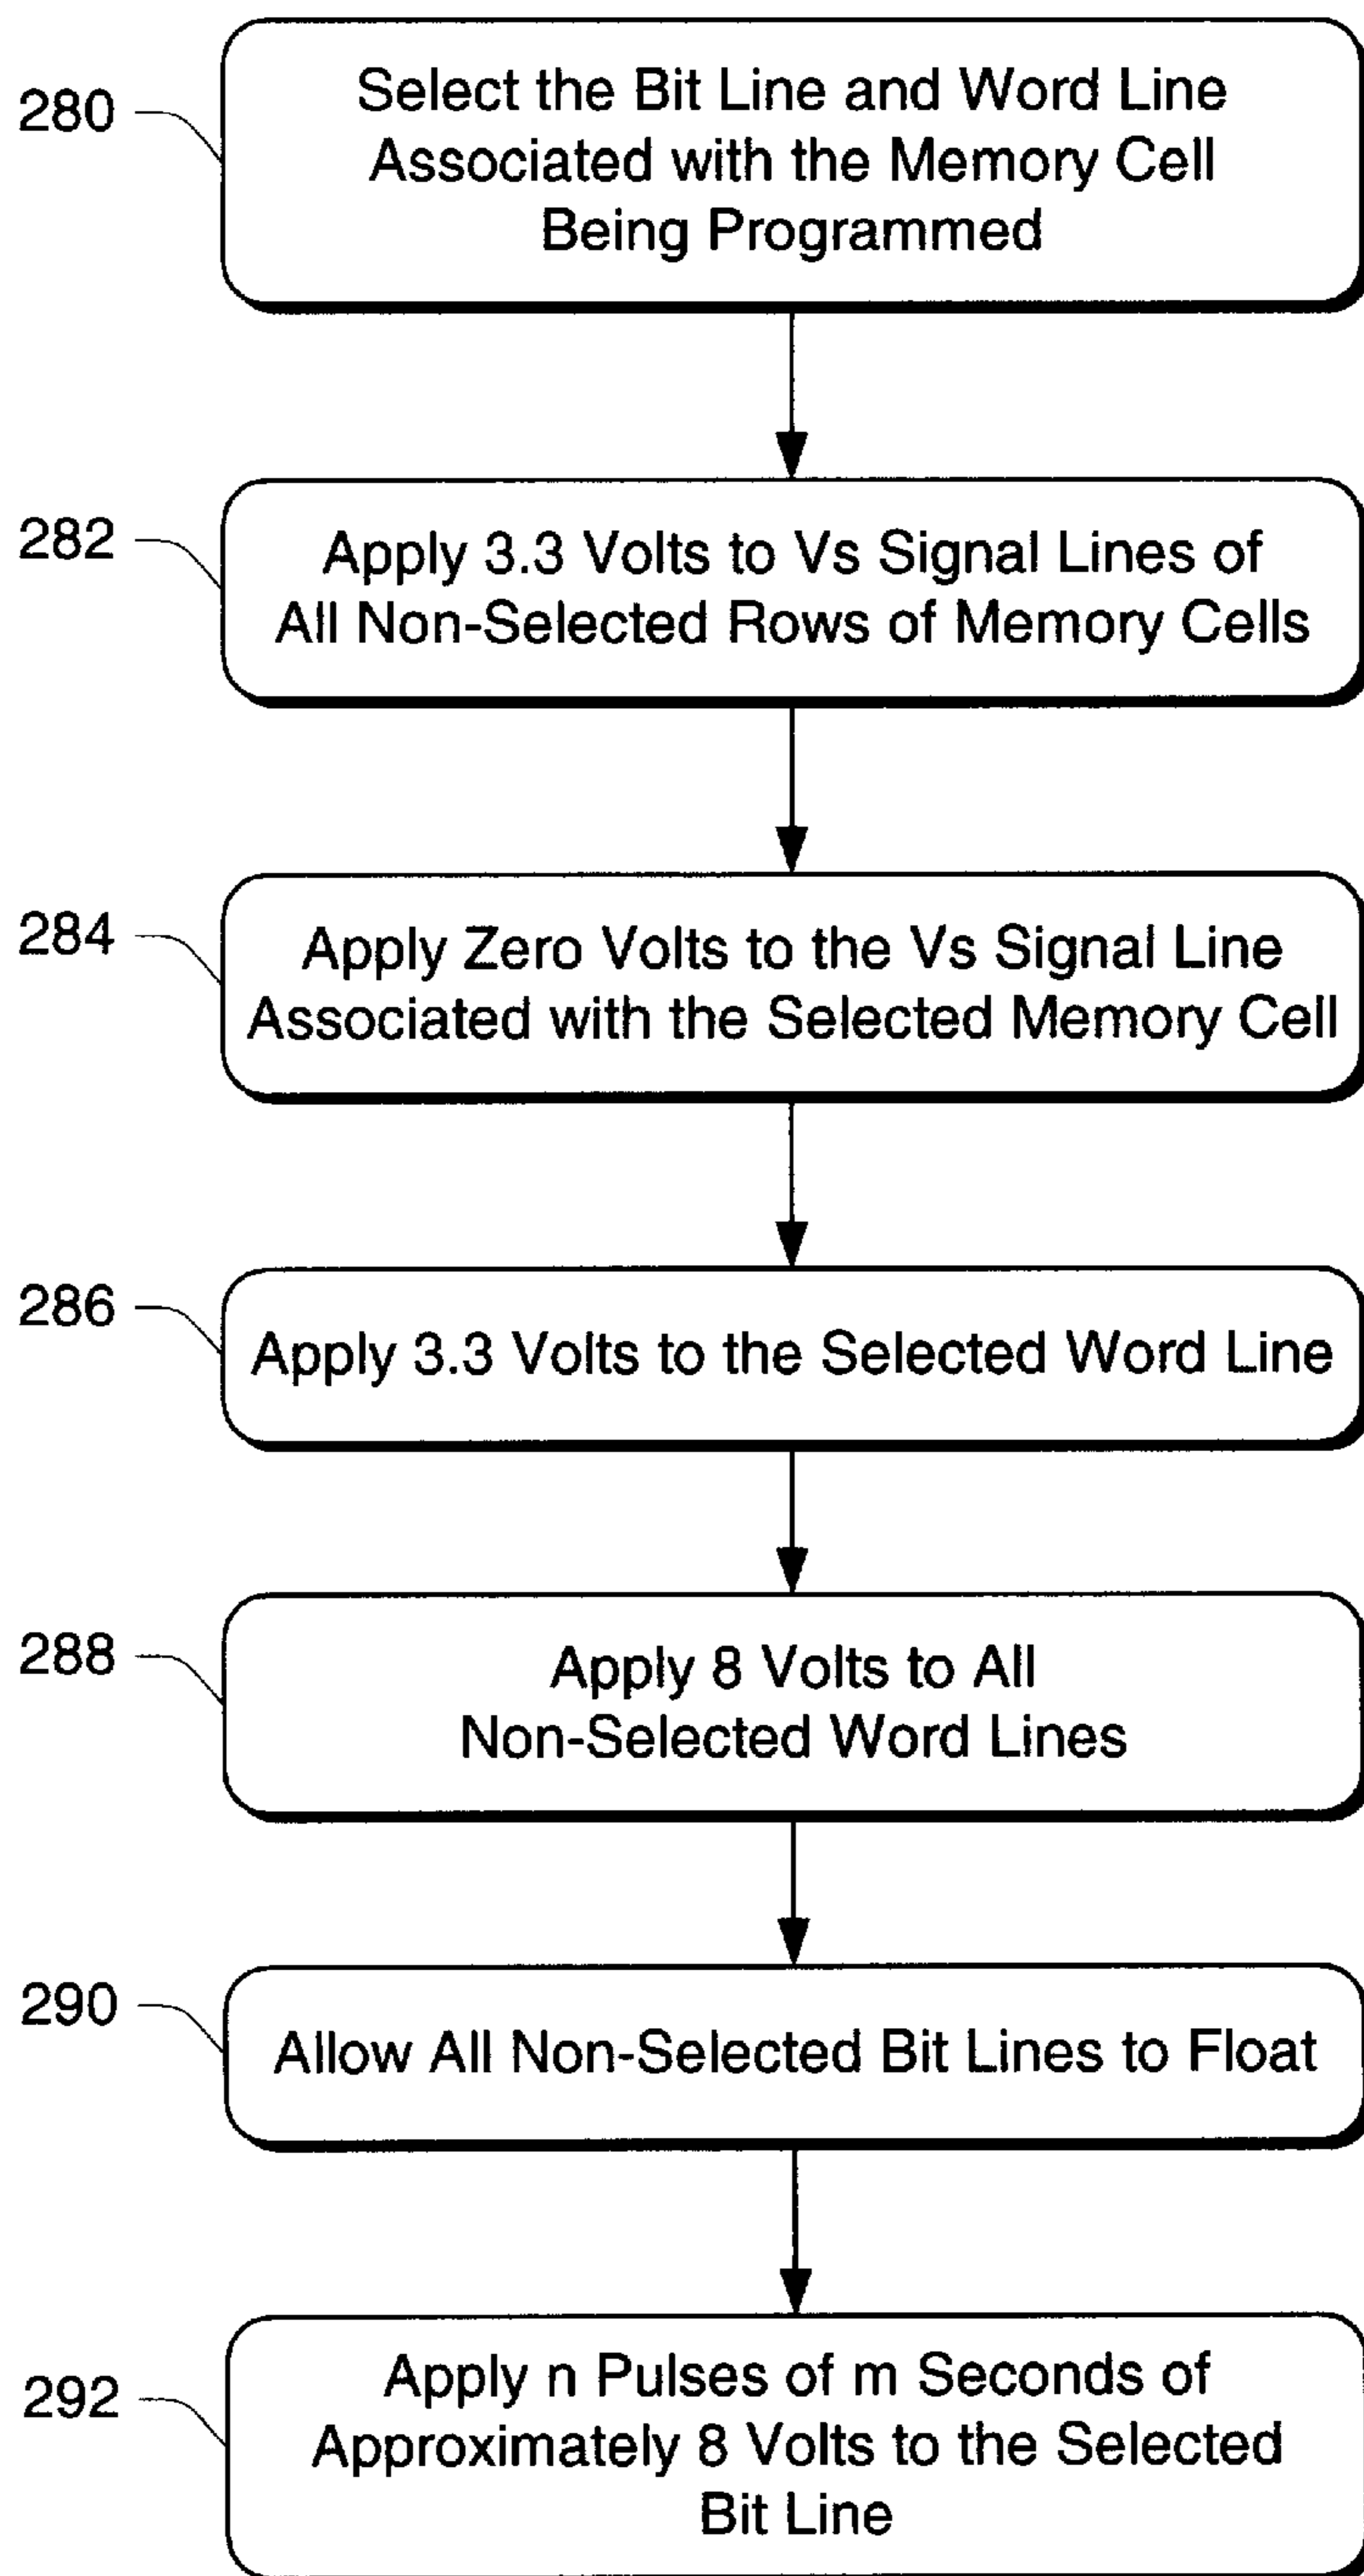 280
Select the Bit Line and Word Line
Associated with the Memory Cell
Being Programmed
282
Apply 3.3 Volts to Vs Signal Lines of
All Non-Selected Rows of Memory Cells
284
Apply Zero Volts to the Vs Signal Line
Associated with the Selected Memory Cell
286
Apply 3.3 Volts to the Selected Word Line
288
Apply 8 Volts to All
Non-Selected Word Lines
290
Allow All Non-Selected Bit Lines to Float
292
Apply n Pulses of m Seconds of
Approximately 8 Volts to the Selected
Bit Line